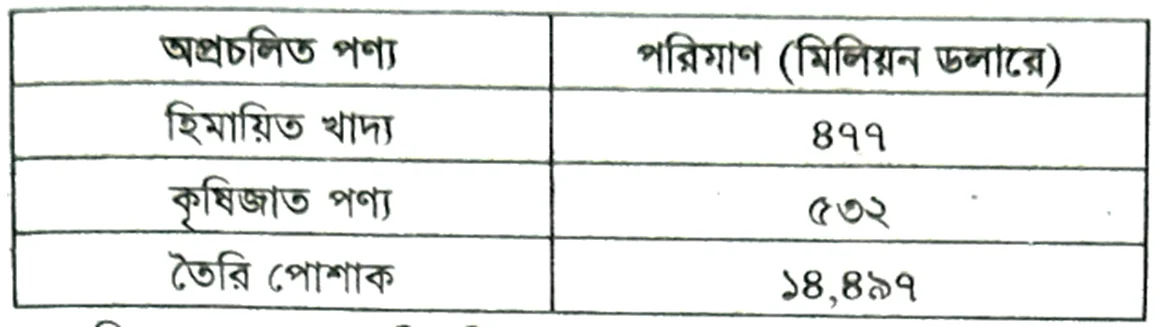 অপ্রচলিত পণ্য পরিমাণ (মিলিয়ন ডলারে)
হিমায়িত খাদ্য ৪৭৭
কৃষিজাত পণ্য ৫৩২
তৈরি পোশাক ১৪,৪৯৭